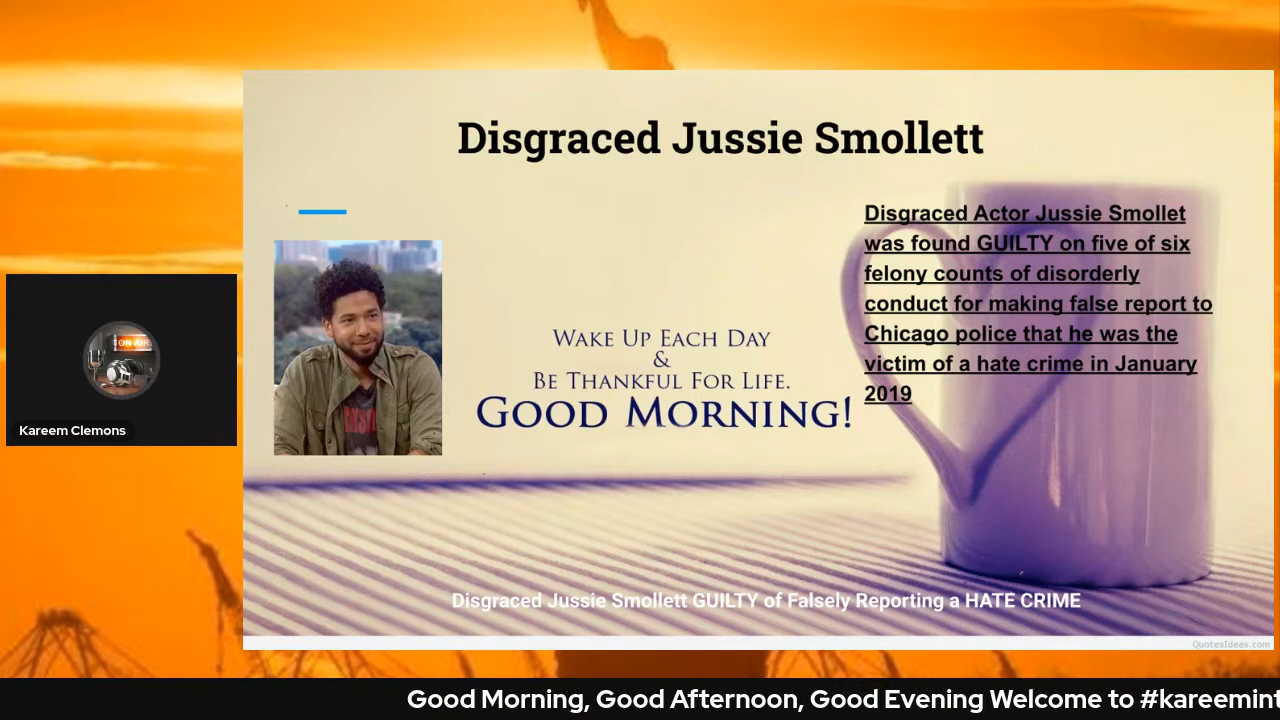 Disgraced Jussie Smollett
Disgraced Actor Jussie Smollet
was found GUILTY on five of six
felony counts of disorderly
conduct for making false report to
Chicago police that he was the
victim of a hate crime in January
2019
WAKE UP EACH DAY
&
BE THANKFUL FOR LIFE.
GOOD MORNING!
ON AIR
Kareem Clemons
Disgraced Jussie Smollett GUILTY of Falsely Reporting a HATE CRIME
QuotesIdeas.com
Good Morning, Good Afternoon, Good Evening Welcome to #kareemint